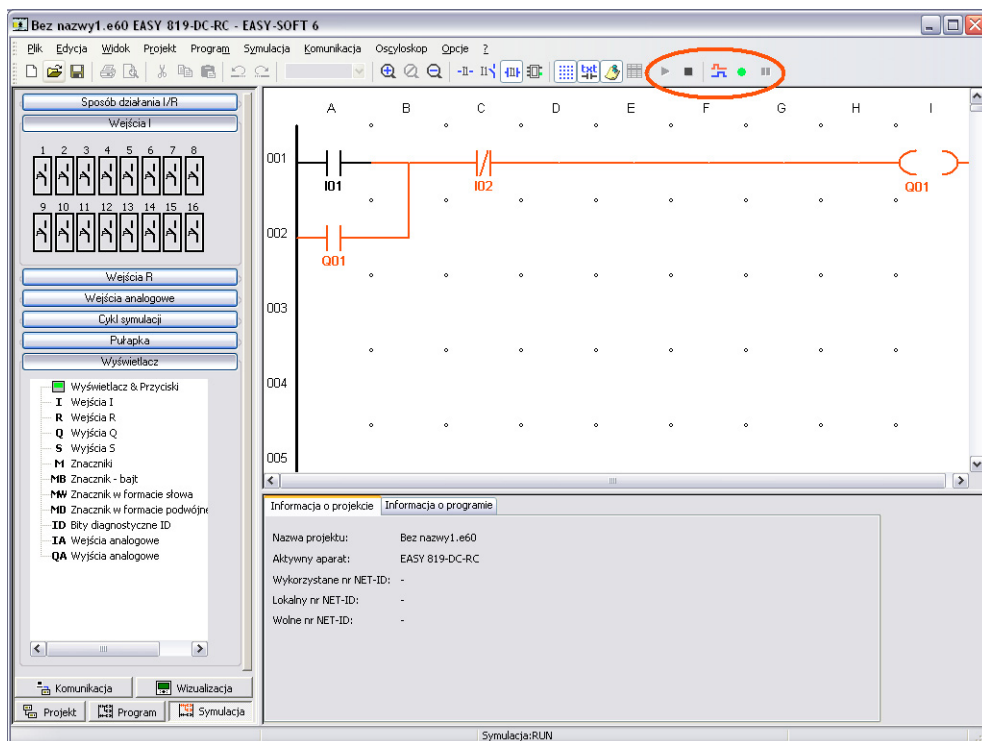 Bez nazwy1.e60 EASY 819-DC-RC - EASY-SOFT 6
Plik Edycja Widok Projekt Program Symulacja Komunikacja Oscyloskop Opcje ?
txt
Sposób działania I/R
Wejścia I
1 2 3 4 5 6 7 8
9 10 11 12 13 14 15 16
Wejścia R
Wejścia analogowe
Cykl symulacji
Pułapka
Wyświetlacz
Wyświetlacz & Przyciski
I Wejścia I
R Wejścia R
Q Wyjścia Q
S Wyjścia S
M Znaczniki
MB Znacznik - bajt
MW Znacznik w formacie słowa
MD Znacznik w formacie podwójne
ID Bity diagnostyczne ID
IA Wejścia analogowe
QA Wyjścia analogowe
Komunikacja Wizualizacja
Projekt Program Symulacja
A B C D E F G H I
001
I01 I02 Q01
002
Q01
003
004
005
Informacja o projekcie Informacja o programie
Nazwa projektu: Bez nazwy1.e60
Aktywny aparat: EASY 819-DC-RC
Wykorzystane nr NET-ID: -
Lokalny nr NET-ID: -
Wolne nr NET-ID: -
Symulacja:RUN